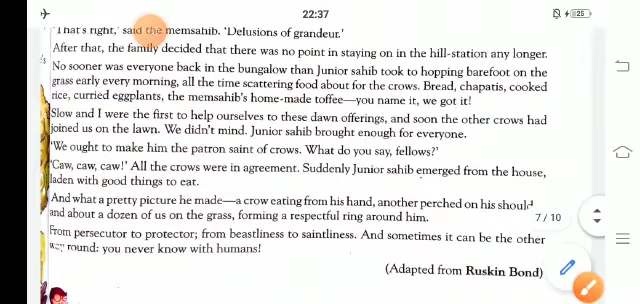 22:37
25
'That's right,' said the memsahib. 'Delusions of grandeur.'
After that, the family decided that there was no point in staying on in the hill-station any longer.
No sooner was everyone back in the bungalow than Junior sahib took to hopping barefoot on the
grass early every morning, all the time scattering food about for the crows. Bread, chapatis, cooked
rice, curried eggplants, the memsahib's home-made toffee—you name it, we got it!
Slow and I were the first to help ourselves to these dawn offerings, and soon the other crows had
joined us on the lawn. We didn't mind. Junior sahib brought enough for everyone.
'We ought to make him the patron saint of crows. What do you say, fellows?'
'Caw, caw, caw!' All the crows were in agreement. Suddenly Junior sahib emerged from the house,
laden with good things to eat.
And what a pretty picture he made—a crow eating from his hand, another perched on his should
and about a dozen of us on the grass, forming a respectful ring around him.
7 / 10
From persecutor to protector; from beastliness to saintliness. And sometimes it can be the other
way round: you never know with humans!
(Adapted from Ruskin Bond)